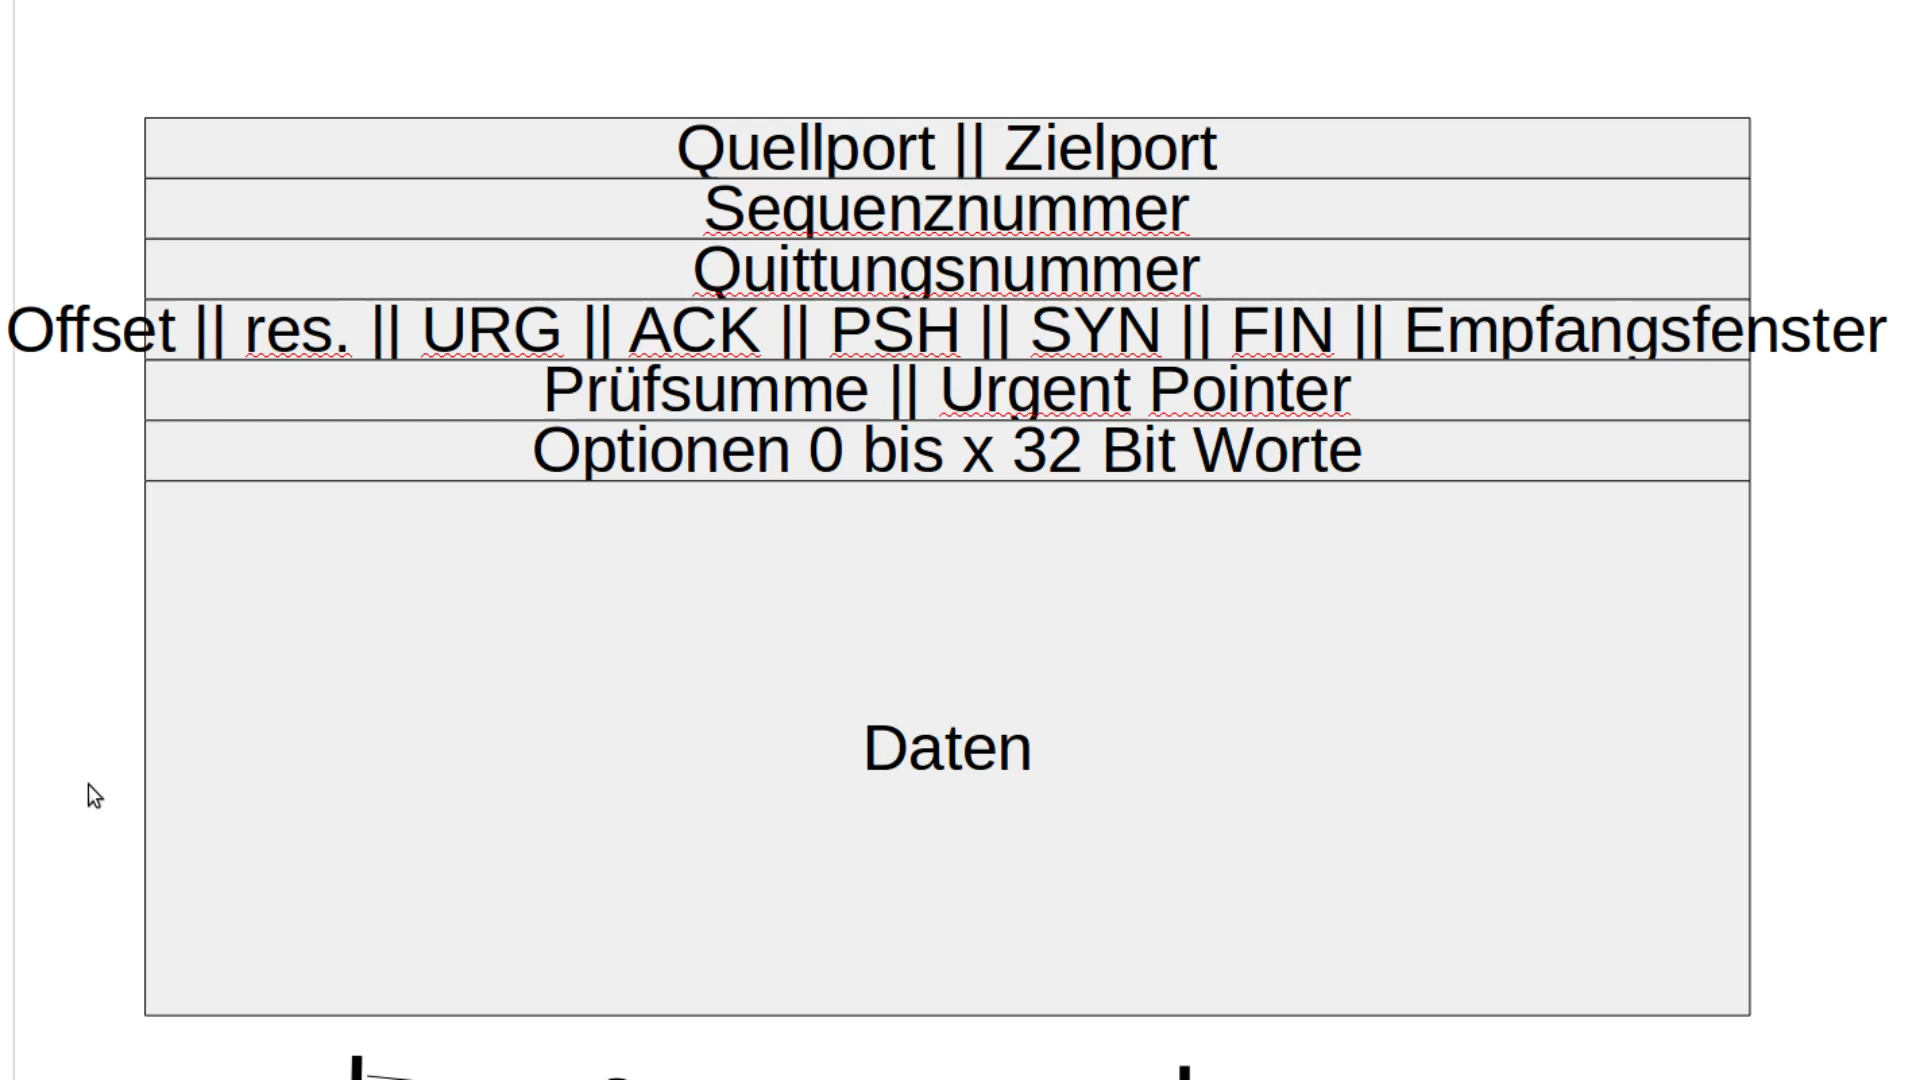 Quellport || Zielport
Sequenznummer
Quittungsnummer
Offset || res. || URG || ACK || PSH || SYN || FIN || Empfangsfenster
Prüfsumme || Urgent Pointer
Optionen 0 bis x 32 Bit Worte
Daten